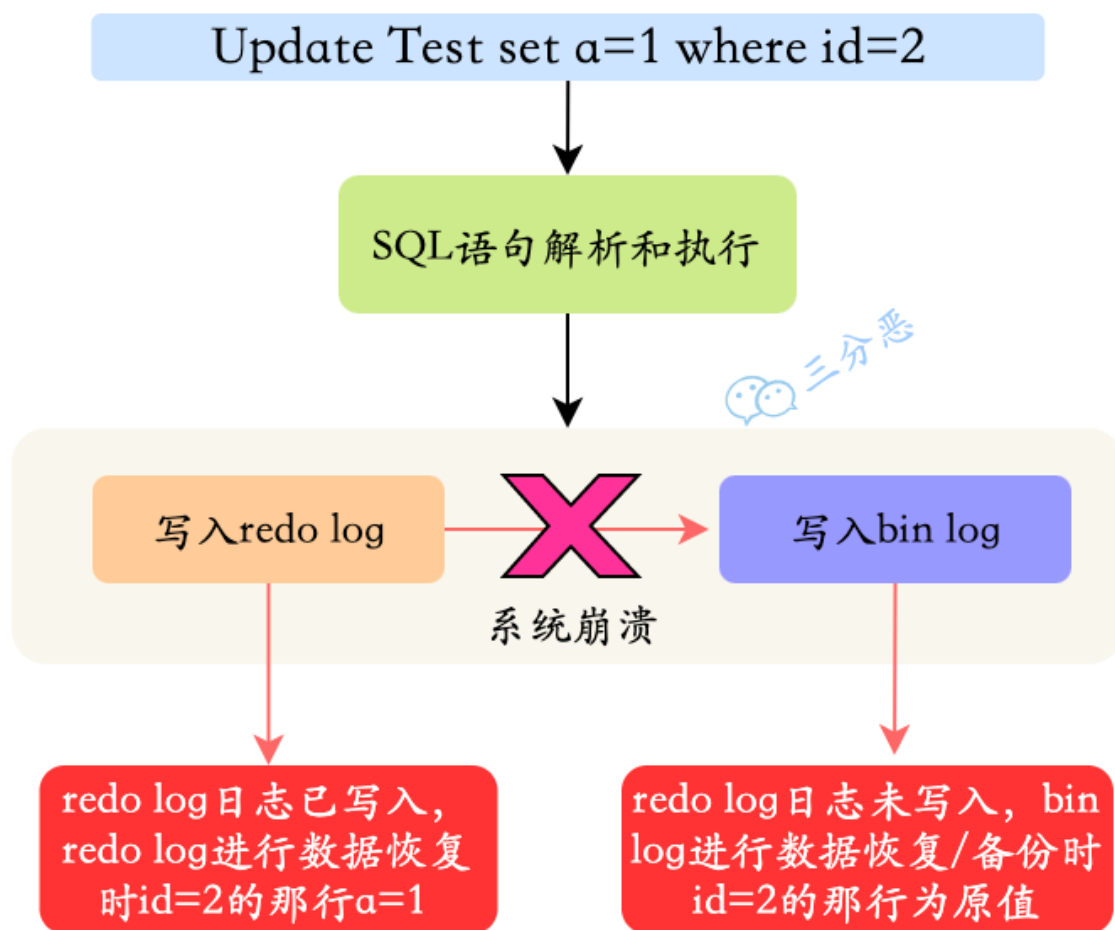 Update Test set a=1 where id=2
SQL语句解析和执行
三分恶
写入redo log
写入bin log
系统崩溃
redo log日志已写入，
redo log进行数据恢复
时id=2的那行a=1
redo log日志未写入，bin
log进行数据恢复/备份时
id=2的那行为原值